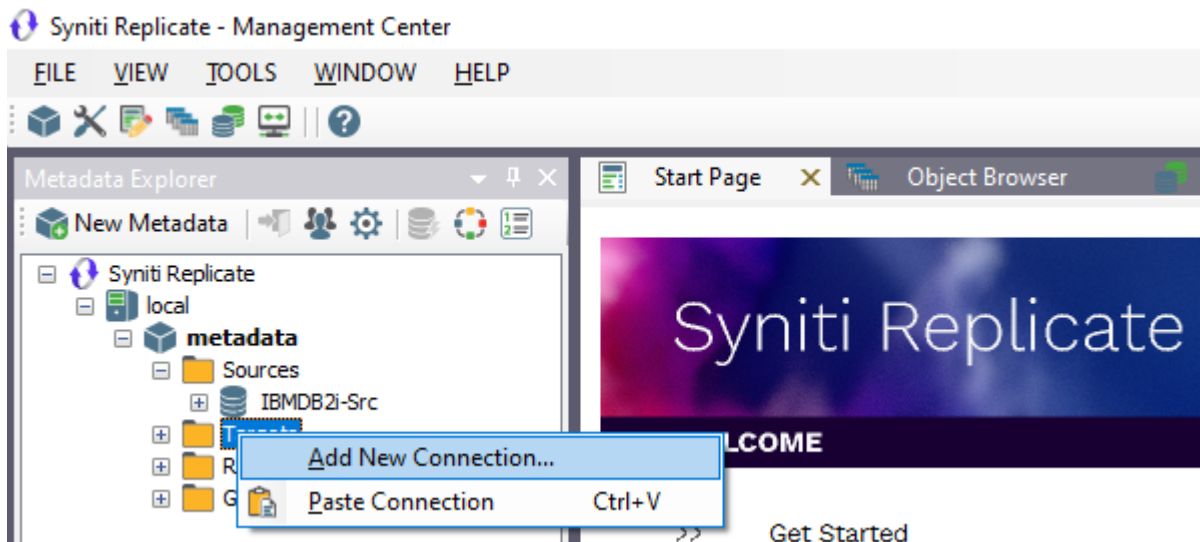 Syniti Replicate - Management Center
FILE VIEW TOOLS WINDOW HELP
Metadata Explorer
Start Page Object Browser
New Metadata
Syniti Replicate
local
metadata
Sources
IBMDB2i-Src
R
G
Add New Connection...
Paste Connection Ctrl+V
Syniti Replicate
LCOME
>> Get Started